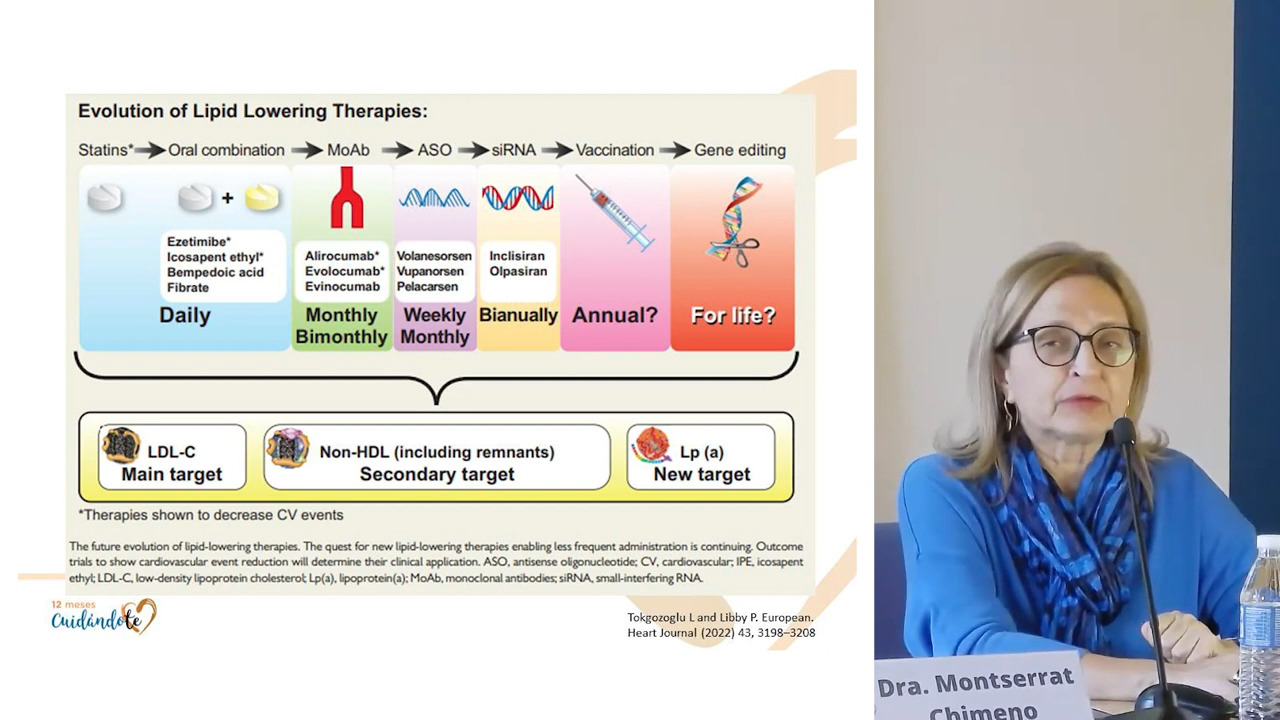 Evolution of Lipid Lowering Therapies:
Statins* Oral combination MoAb ASO siRNA Vaccination Gene editing
+
Ezetimibe*
Icosapent ethyl*
Bempedoic acid
Fibrate
Daily
Alirocumab*
Evolocumab*
Evinocumab
Monthly
Bimonthly
Volanesorsen
Vupanorsen
Pelacarsen
Weekly
Monthly
Inclisiran
Olpasiran
Bianually
Annual?
For life?
LDL-C
Main target
Non-HDL (including remnants)
Secondary target
Lp (a)
New target
*Therapies shown to decrease CV events
The future evolution of lipid-lowering therapies. The quest for new lipid-lowering therapies enabling less frequent administration is continuing. Outcome
trials to show cardiovascular event reduction will determine their clinical application. ASO, antisense oligonucleotide; CV, cardiovascular; IPE, icosapent
ethyl; LDL-C, low-density lipoprotein cholesterol; Lp(a), lipoprotein(a); MoAb, monoclonal antibodies; siRNA, small-interfering RNA.
12 meses
Cuidándote
Tokgozoglu L and Libby P. European.
Heart Journal (2022) 43, 3198–3208
Dra. Montserrat
Chimeno